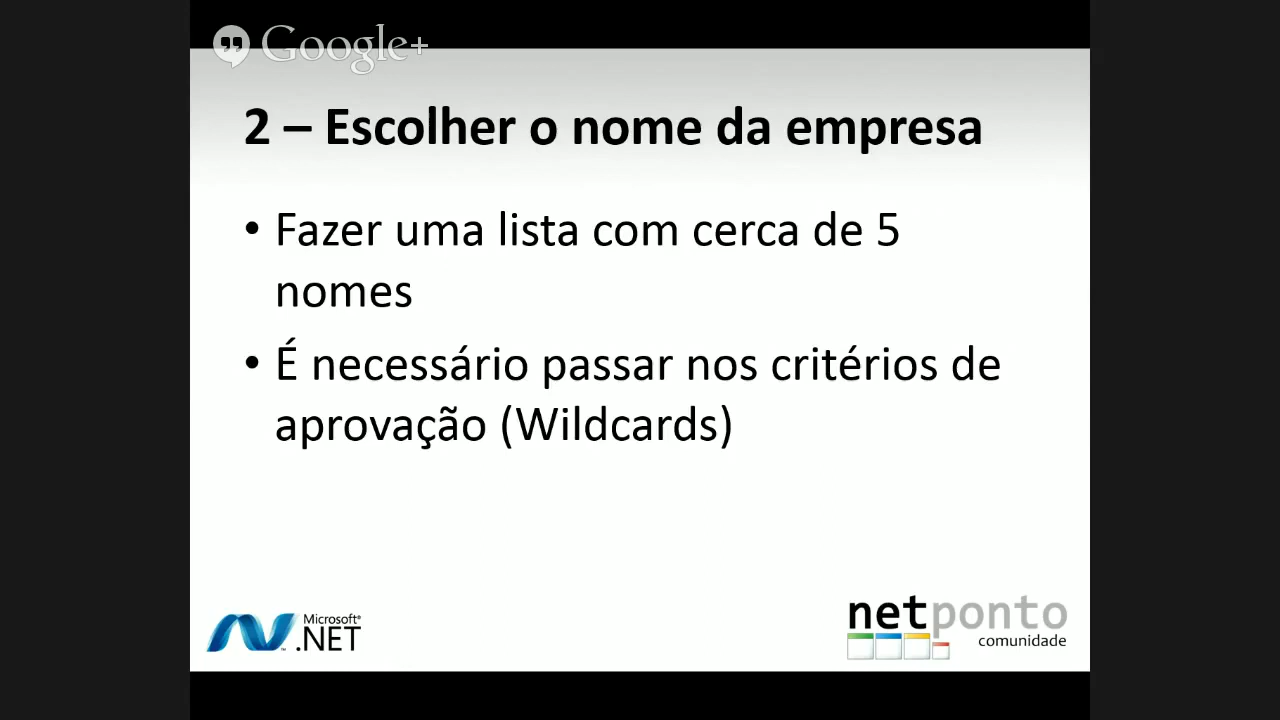 Google+
2 – Escolher o nome da empresa
• Fazer uma lista com cerca de 5
nomes
• É necessário passar nos critérios de
aprovação (Wildcards)
Microsoft®
.NET™
netponto
comunidade